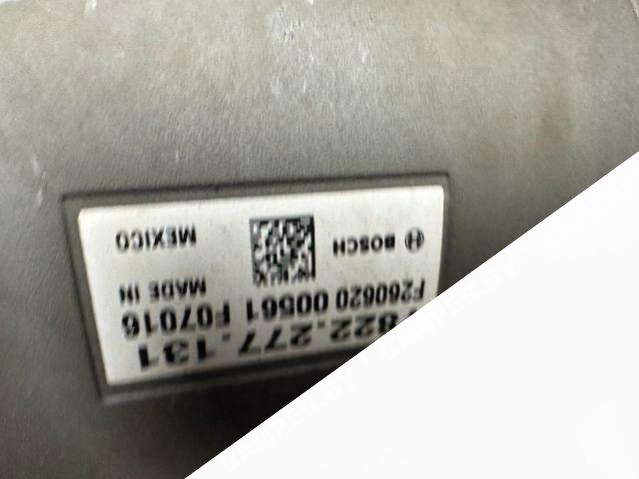 822.277.131
F260620 00561 F07016
MADE IN
BOSCH MEXICO